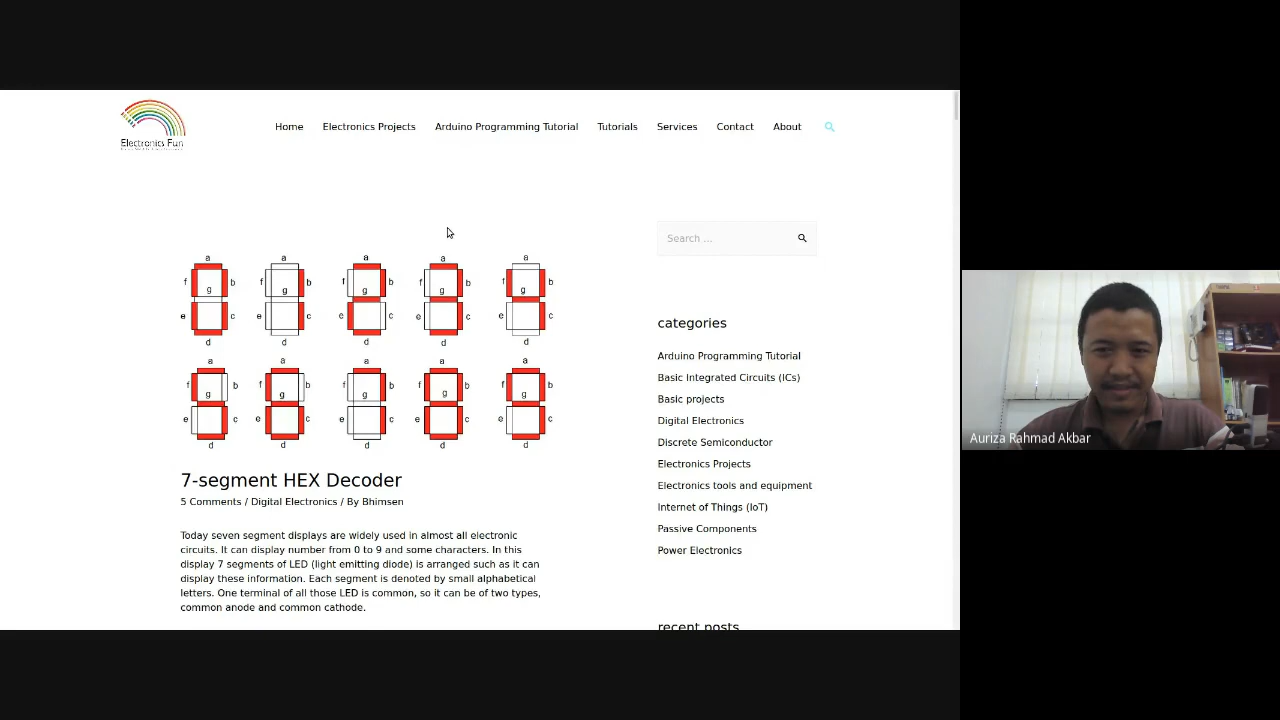 Electronics Fun
Home Electronics Projects Arduino Programming Tutorial Tutorials Services Contact About
Search ...
a a a a a
f b f b f b f b f b
g g g g g
e c e c e c e c e c
d d d d d
a a a a a
f b f b f b f b f b
g g g g g
e c e c e c e c e c
d d d d d
7-segment HEX Decoder
5 Comments / Digital Electronics / By Bhimsen
Today seven segment displays are widely used in almost all electronic
circuits. It can display number from 0 to 9 and some characters. In this
display 7 segments of LED (light emitting diode) is arranged such as it can
display these information. Each segment is denoted by small alphabetical
letters. One terminal of all those LED is common, so it can be of two types,
common anode and common cathode.
categories
Arduino Programming Tutorial
Basic Integrated Circuits (ICs)
Basic projects
Digital Electronics
Discrete Semiconductor
Electronics Projects
Electronics tools and equipment
Internet of Things (IoT)
Passive Components
Power Electronics
recent posts
Auriza Rahmad Akbar